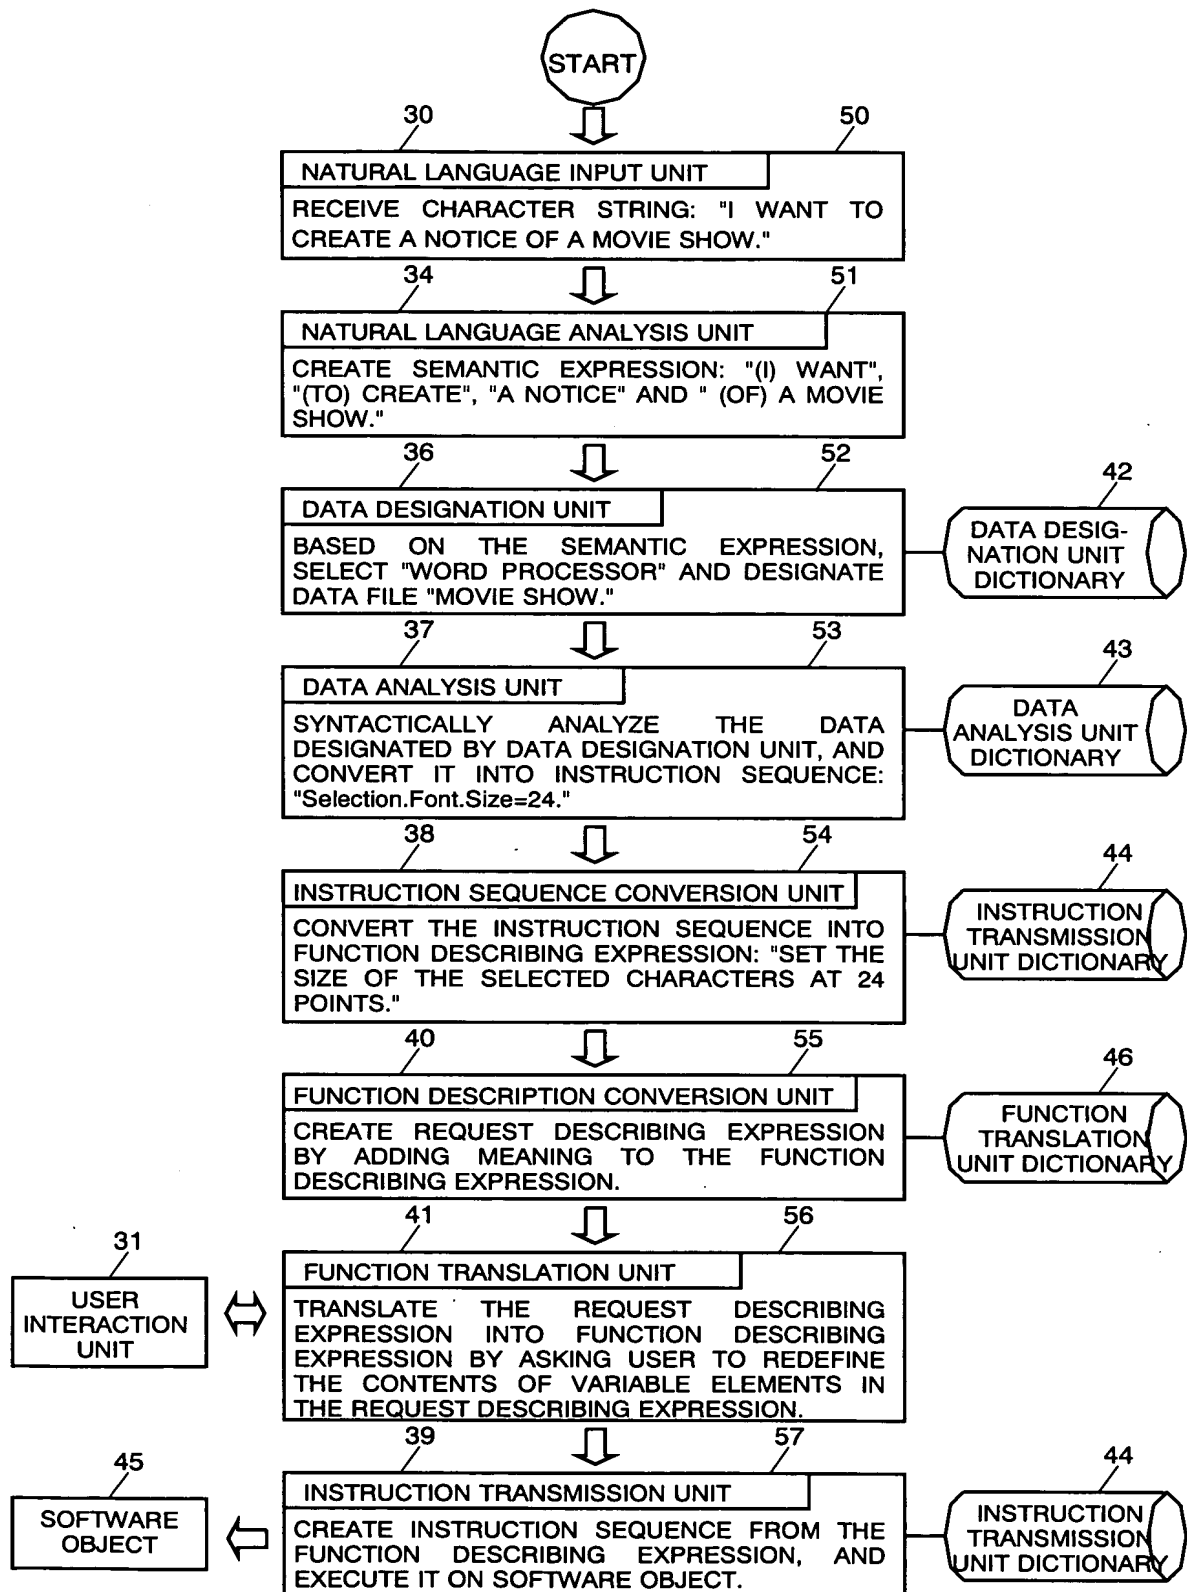 START
30
50
NATURAL LANGUAGE INPUT UNIT
RECEIVE CHARACTER STRING: "I WANT TO
CREATE A NOTICE OF A MOVIE SHOW."
34
51
NATURAL LANGUAGE ANALYSIS UNIT
CREATE SEMANTIC EXPRESSION: "(I) WANT",
"(TO) CREATE", "A NOTICE" AND " (OF) A MOVIE
SHOW."
36
52
42
DATA DESIGNATION UNIT
BASED ON THE SEMANTIC EXPRESSION,
SELECT "WORD PROCESSOR" AND DESIGNATE
DATA FILE "MOVIE SHOW."
DATA DESIG-
NATION UNIT
DICTIONARY
37
53
43
DATA ANALYSIS UNIT
SYNTACTICALLY ANALYZE THE DATA
DESIGNATED BY DATA DESIGNATION UNIT, AND
CONVERT IT INTO INSTRUCTION SEQUENCE:
"Selection.Font.Size=24."
DATA
ANALYSIS UNIT
DICTIONARY
38
54
44
INSTRUCTION SEQUENCE CONVERSION UNIT
CONVERT THE INSTRUCTION SEQUENCE INTO
FUNCTION DESCRIBING EXPRESSION: "SET THE
SIZE OF THE SELECTED CHARACTERS AT 24
POINTS."
INSTRUCTION
TRANSMISSION
UNIT DICTIONARY
40
55
46
FUNCTION DESCRIPTION CONVERSION UNIT
CREATE REQUEST DESCRIBING EXPRESSION
BY ADDING MEANING TO THE FUNCTION
DESCRIBING EXPRESSION.
FUNCTION
TRANSLATION
UNIT DICTIONARY
31
41
56
USER
INTERACTION
UNIT
FUNCTION TRANSLATION UNIT
TRANSLATE THE REQUEST DESCRIBING
EXPRESSION INTO FUNCTION DESCRIBING
EXPRESSION BY ASKING USER TO REDEFINE
THE CONTENTS OF VARIABLE ELEMENTS IN
THE REQUEST DESCRIBING EXPRESSION.
45
39
57
44
SOFTWARE
OBJECT
INSTRUCTION TRANSMISSION UNIT
CREATE INSTRUCTION SEQUENCE FROM THE
FUNCTION DESCRIBING EXPRESSION, AND
EXECUTE IT ON SOFTWARE OBJECT.
INSTRUCTION
TRANSMISSION
UNIT DICTIONARY